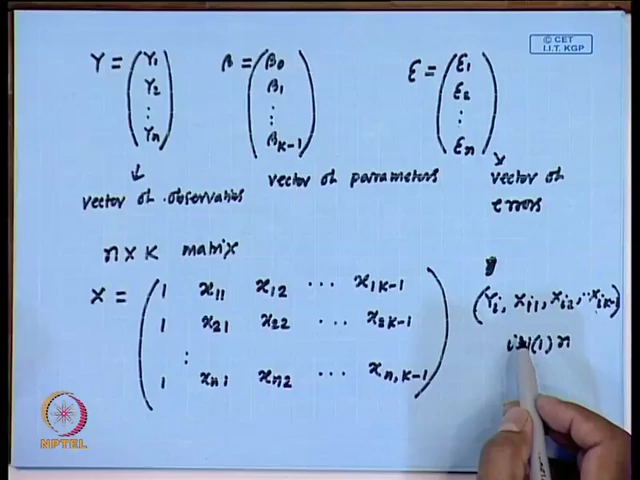 © CET
I.I.T. KGP
Y = (Y₁ Y₂ ⋮ Yₙ) β = (β₀ β₁ ⋮ βₖ₋₁) ε = (ε₁ ε₂ ⋮ εₙ)
vector of observations
vector of parameters
vector of
errors
n × K matrix
X = ( 1 x₁₁ x₁₂ ⋯ x₁ₖ₋₁
1 x₂₁ x₂₂ ⋯ x₂ₖ₋₁
⋮
1 xₙ₁ xₙ₂ ⋯ xₙ,ₖ₋₁ )
(Yᵢ, xᵢ₁, xᵢ₂, ⋯ xᵢₖ₋₁)
(1) n
NPTEL